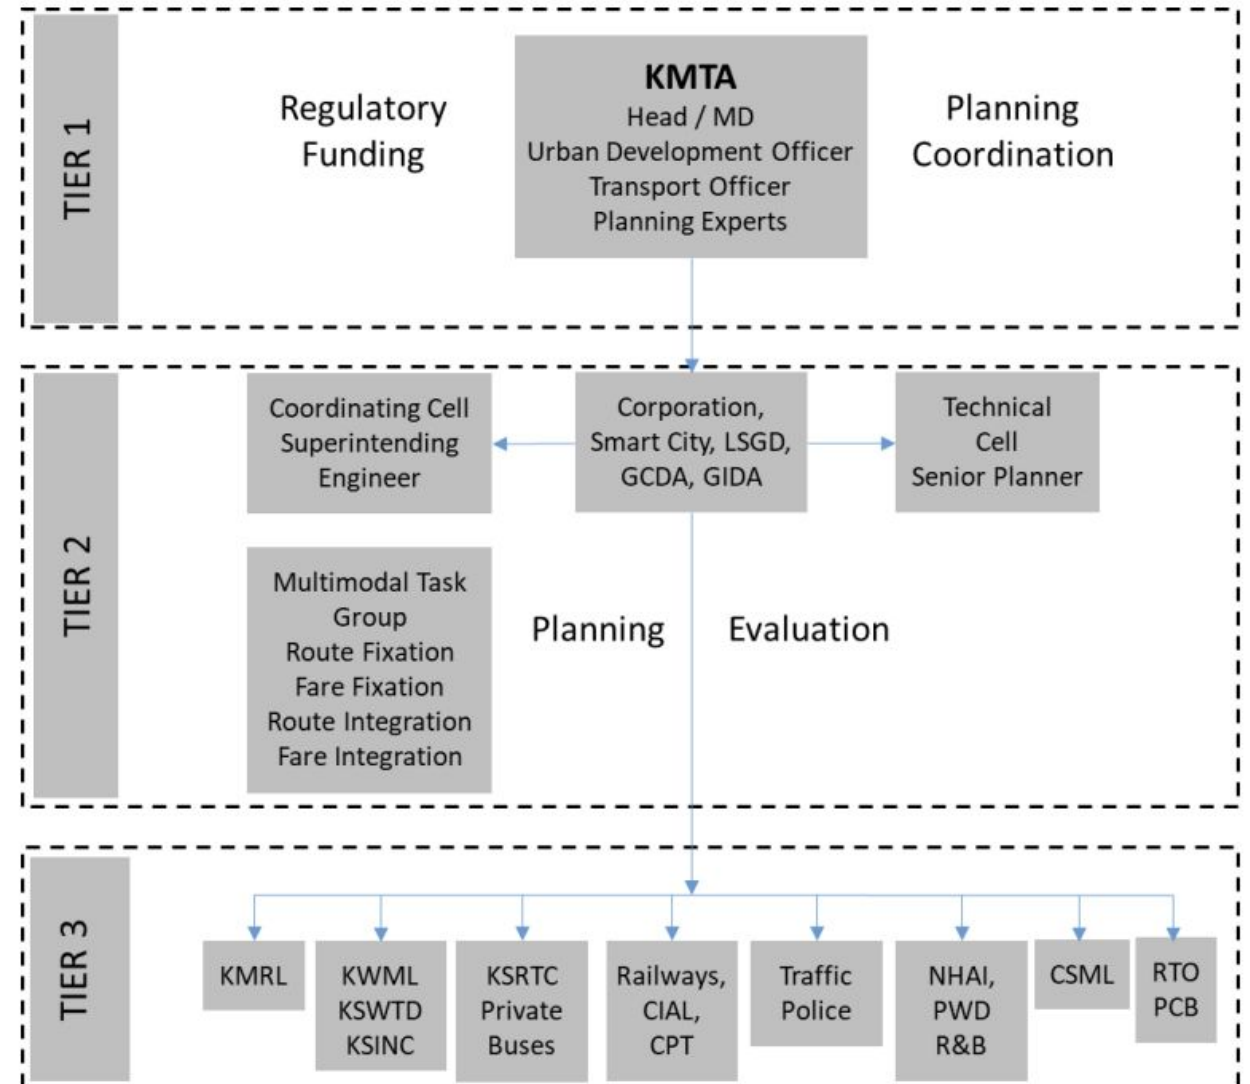 TIER 1
Regulatory
Funding
KMTA
Head / MD
Urban Development Officer
Transport Officer
Planning Experts
Planning
Coordination
TIER 2
Coordinating Cell
Superintending
Engineer
Corporation,
Smart City, LSGD,
GCDA, GIDA
Technical
Cell
Senior Planner
Multimodal Task
Group
Route Fixation
Fare Fixation
Route Integration
Fare Integration
Planning
Evaluation
TIER 3
KMRL
KWML
KSWTD
KSINC
KSRTC
Private
Buses
Railways,
CIAL,
CPT
Traffic
Police
NHAI,
PWD
R&B
CSML
RTO
PCB